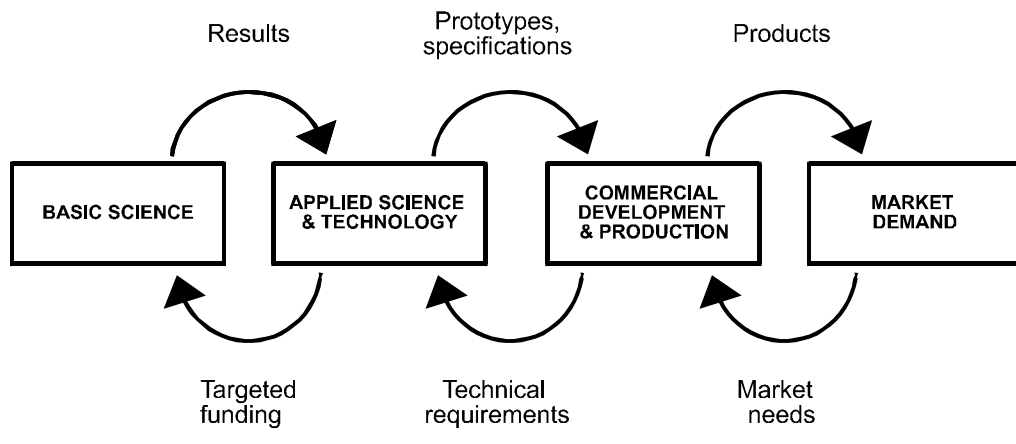 Results
Prototypes,
specifications
Products
BASIC SCIENCE
APPLIED SCIENCE
& TECHNOLOGY
COMMERCIAL
DEVELOPMENT
& PRODUCTION
MARKET
DEMAND
Targeted
funding
Technical
requirements
Market
needs